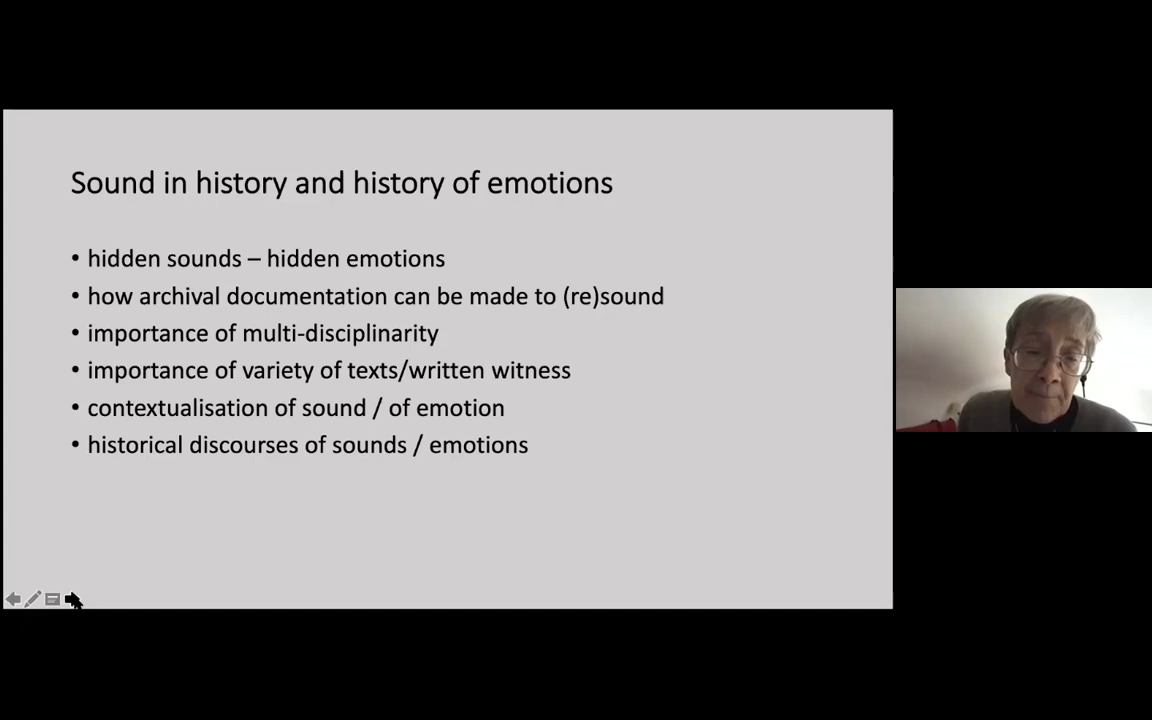 Sound in history and history of emotions
• hidden sounds – hidden emotions
• how archival documentation can be made to (re)sound
• importance of multi-disciplinarity
• importance of variety of texts/written witness
• contextualisation of sound / of emotion
• historical discourses of sounds / emotions